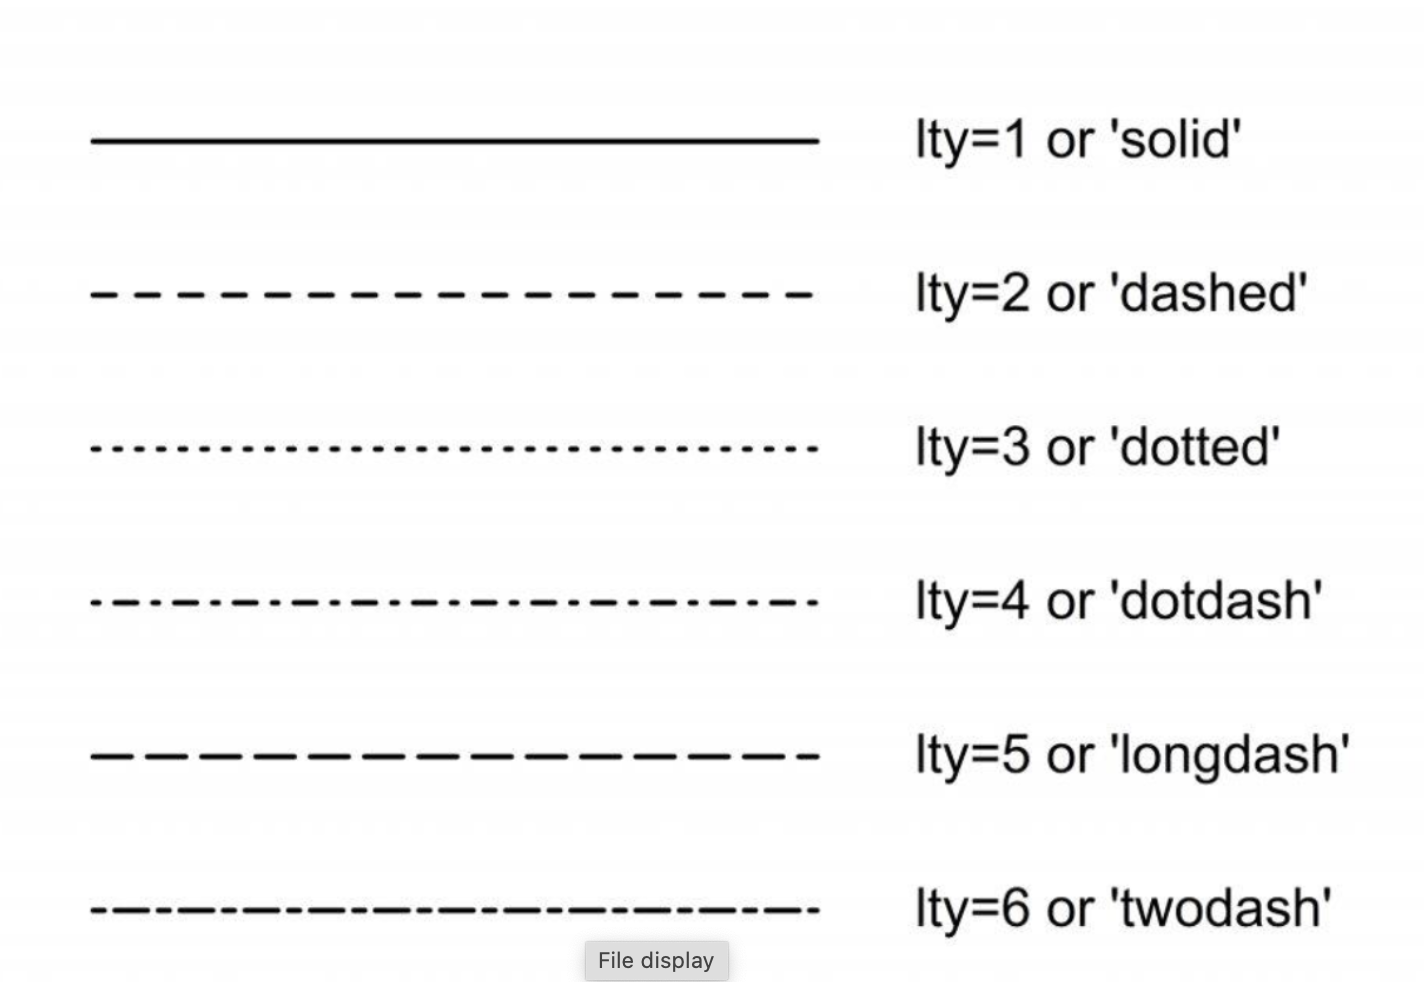 lty=1 or 'solid'
lty=2 or 'dashed'
lty=3 or 'dotted'
lty=4 or 'dotdash'
lty=5 or 'longdash'
lty=6 or 'twodash'
File display